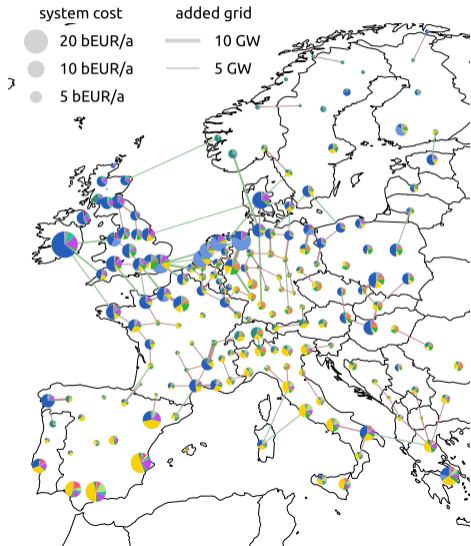 system cost
added grid
20 bEUR/a
10 GW
10 bEUR/a
5 GW
5 bEUR/a